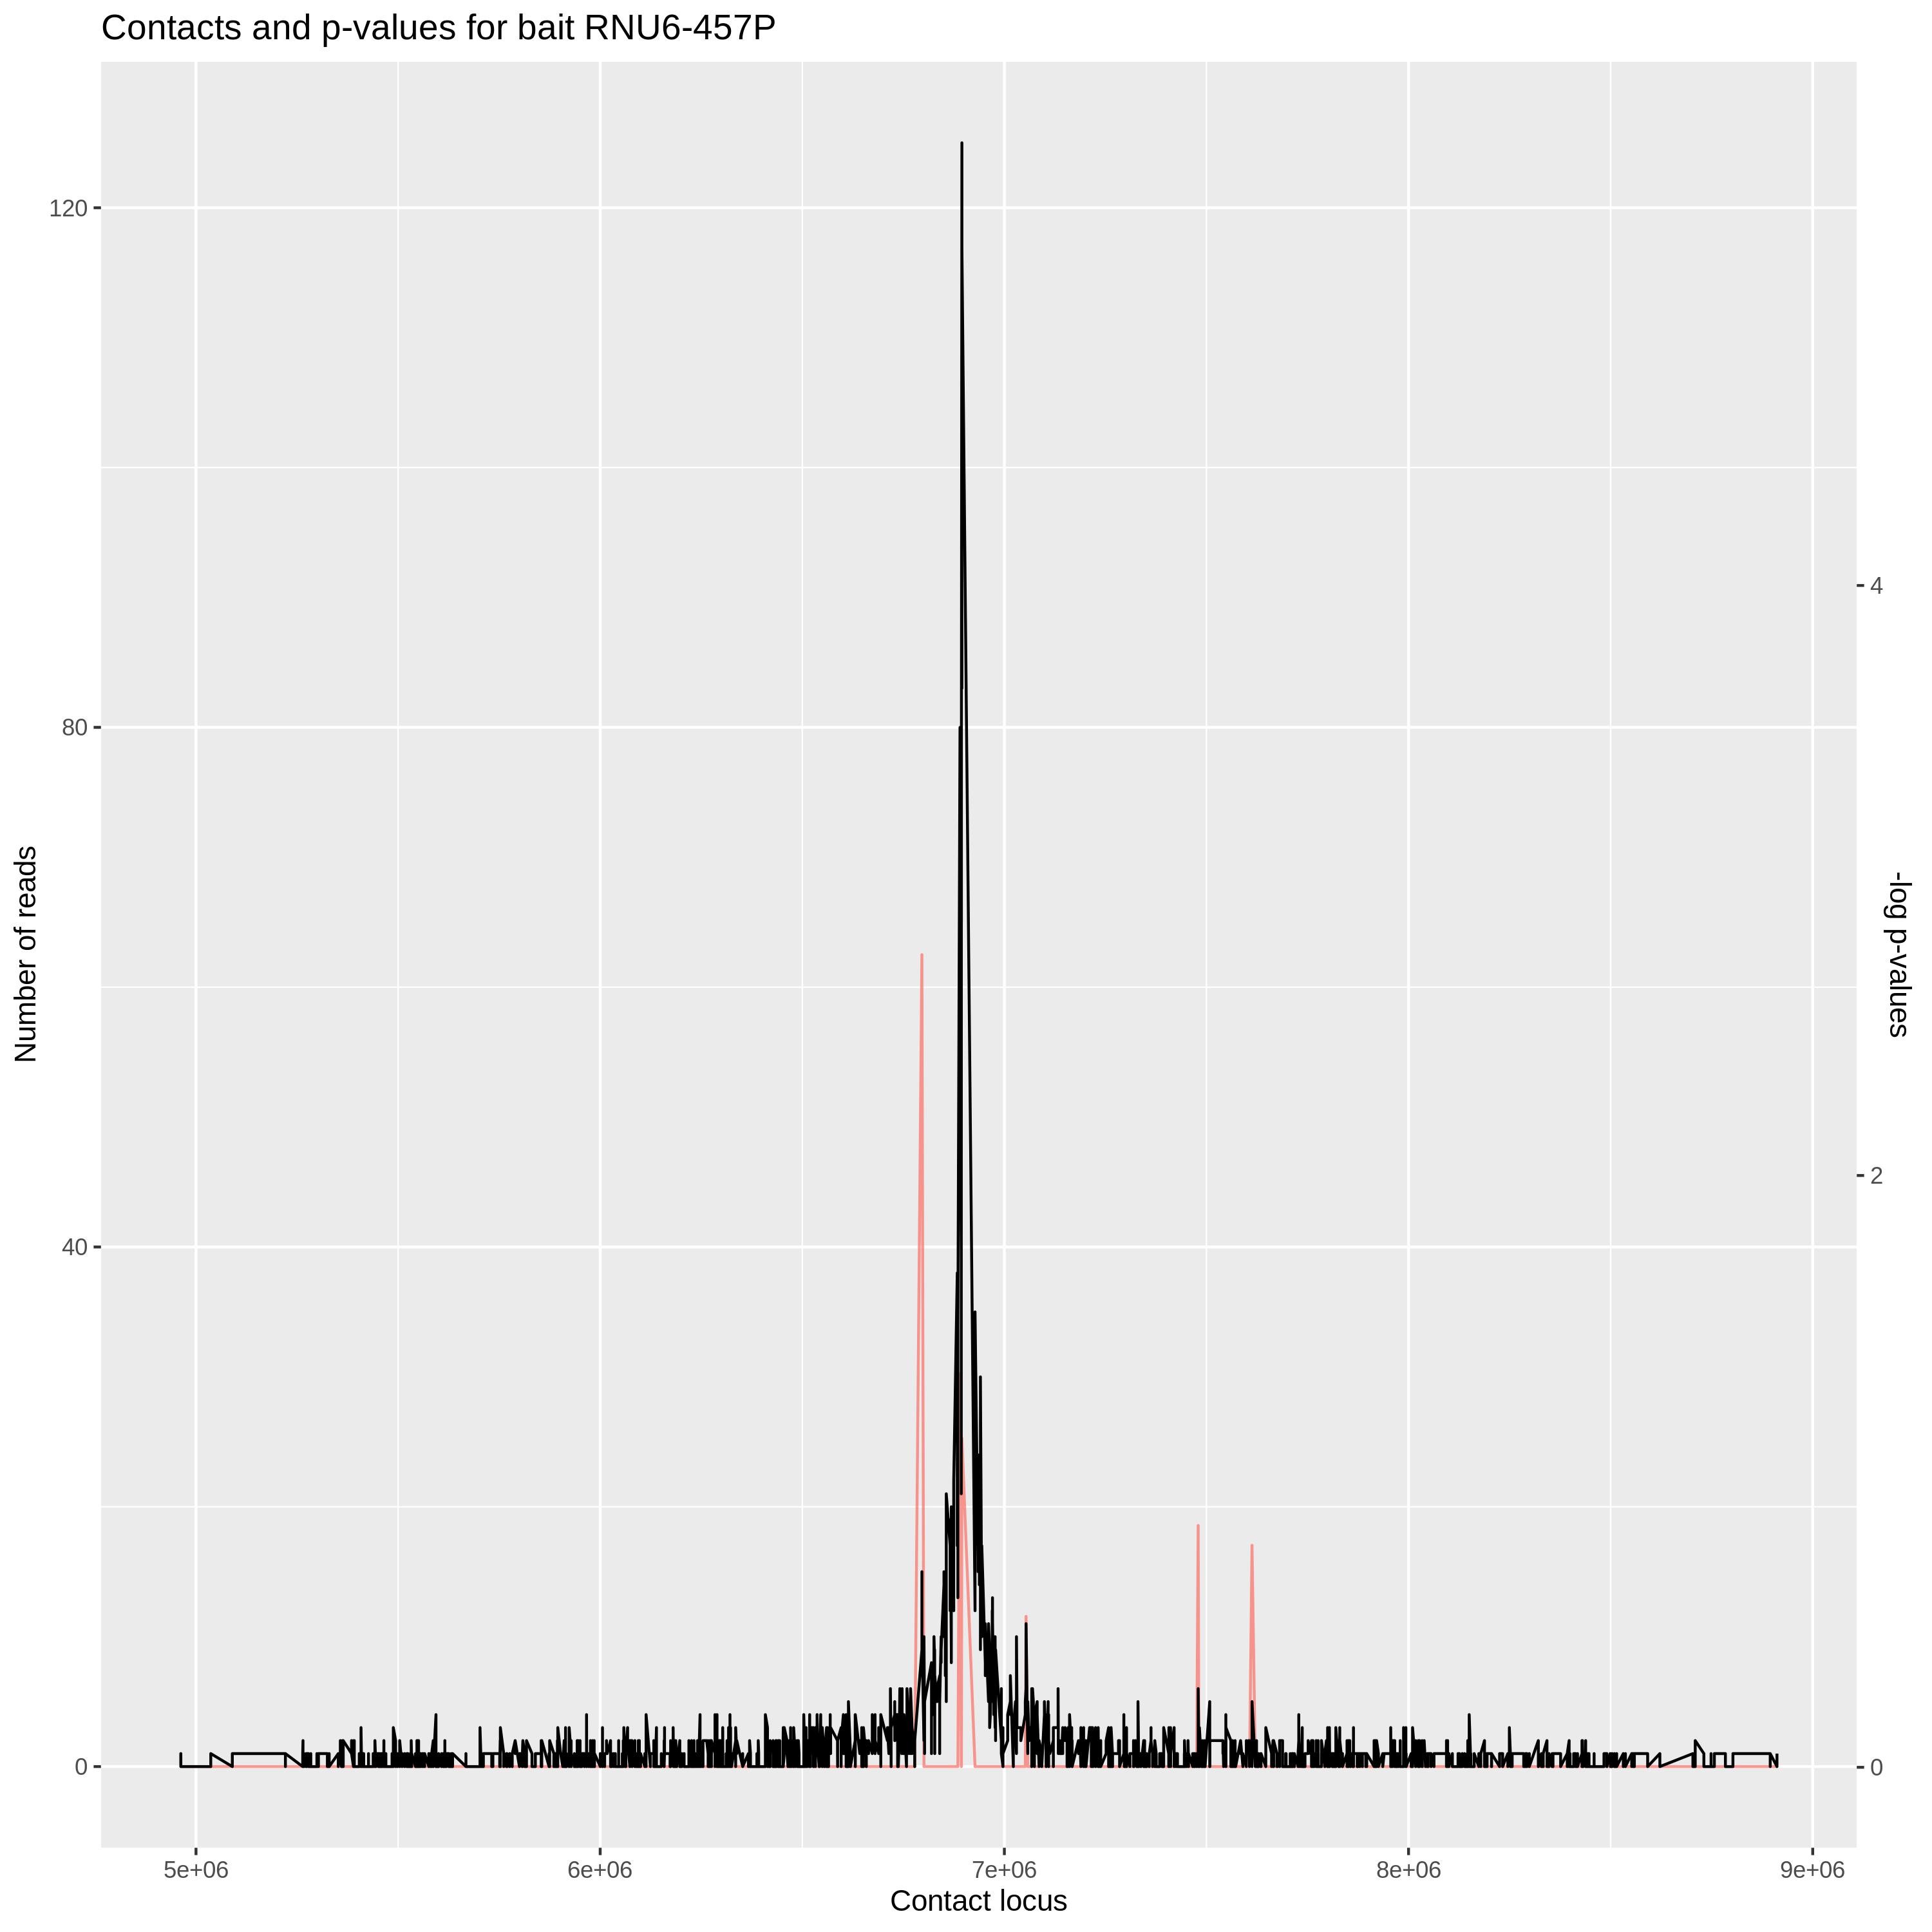 Contacts and p-values for bait RNU6-457P
120
80
40
0
Number of reads
4
2
0
-log p-values
5e+06
6e+06
7e+06
8e+06
9e+06
Contact locus